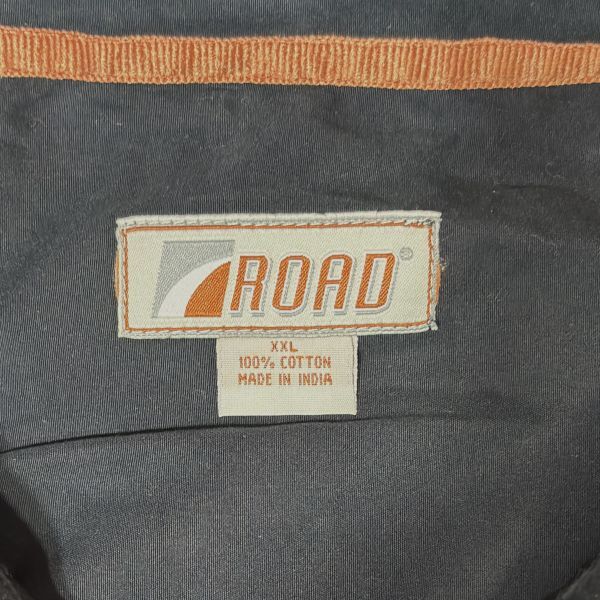 ROAD®
XXL
100% COTTON
MADE IN INDIA